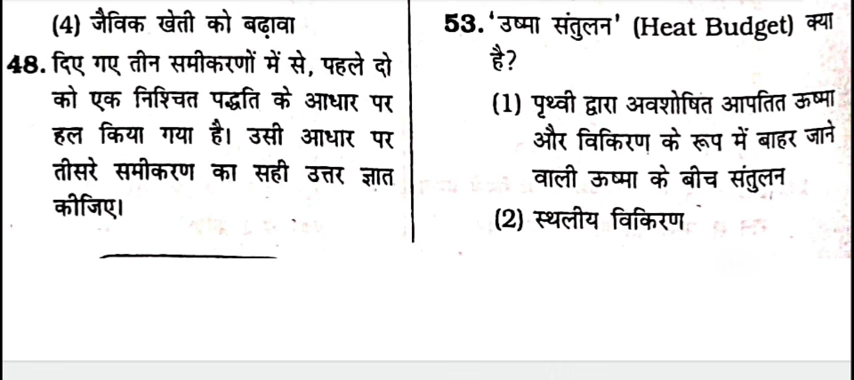 (4) जैविक खेती को बढ़ावा
48. दिए गए तीन समीकरणों में से, पहले दो
को एक निश्चित पद्धति के आधार पर
हल किया गया है। उसी आधार पर
तीसरे समीकरण का सही उत्तर ज्ञात
कीजिए।
53. 'उष्मा संतुलन' (Heat Budget) क्या
है?
(1) पृथ्वी द्वारा अवशोषित आपतित ऊष्मा
और विकिरण के रूप में बाहर जाने
वाली ऊष्मा के बीच संतुलन
(2) स्थलीय विकिरण